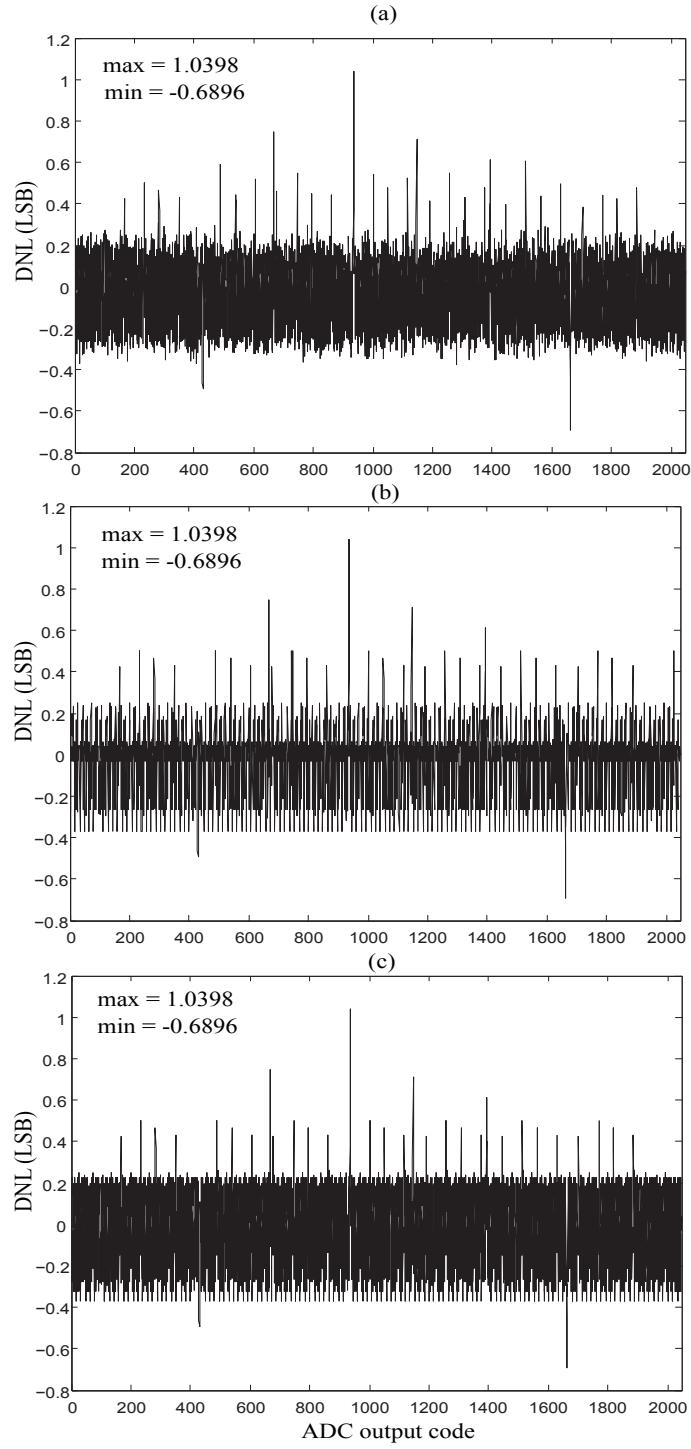 (a)
1.2
max = 1.0398
min = -0.6896
1
0.8
0.6
0.4
0.2
0
−0.2
−0.4
−0.6
−0.8
DNL (LSB)
0 200 400 600 800 1000 1200 1400 1600 1800 2000
(b)
1.2
max = 1.0398
min = -0.6896
1
0.8
0.6
0.4
0.2
0
−0.2
−0.4
−0.6
−0.8
DNL (LSB)
0 200 400 600 800 1000 1200 1400 1600 1800 2000
(c)
1.2
max = 1.0398
min = -0.6896
1
0.8
0.6
0.4
0.2
0
−0.2
−0.4
−0.6
−0.8
DNL (LSB)
0 200 400 600 800 1000 1200 1400 1600 1800 2000
ADC output code